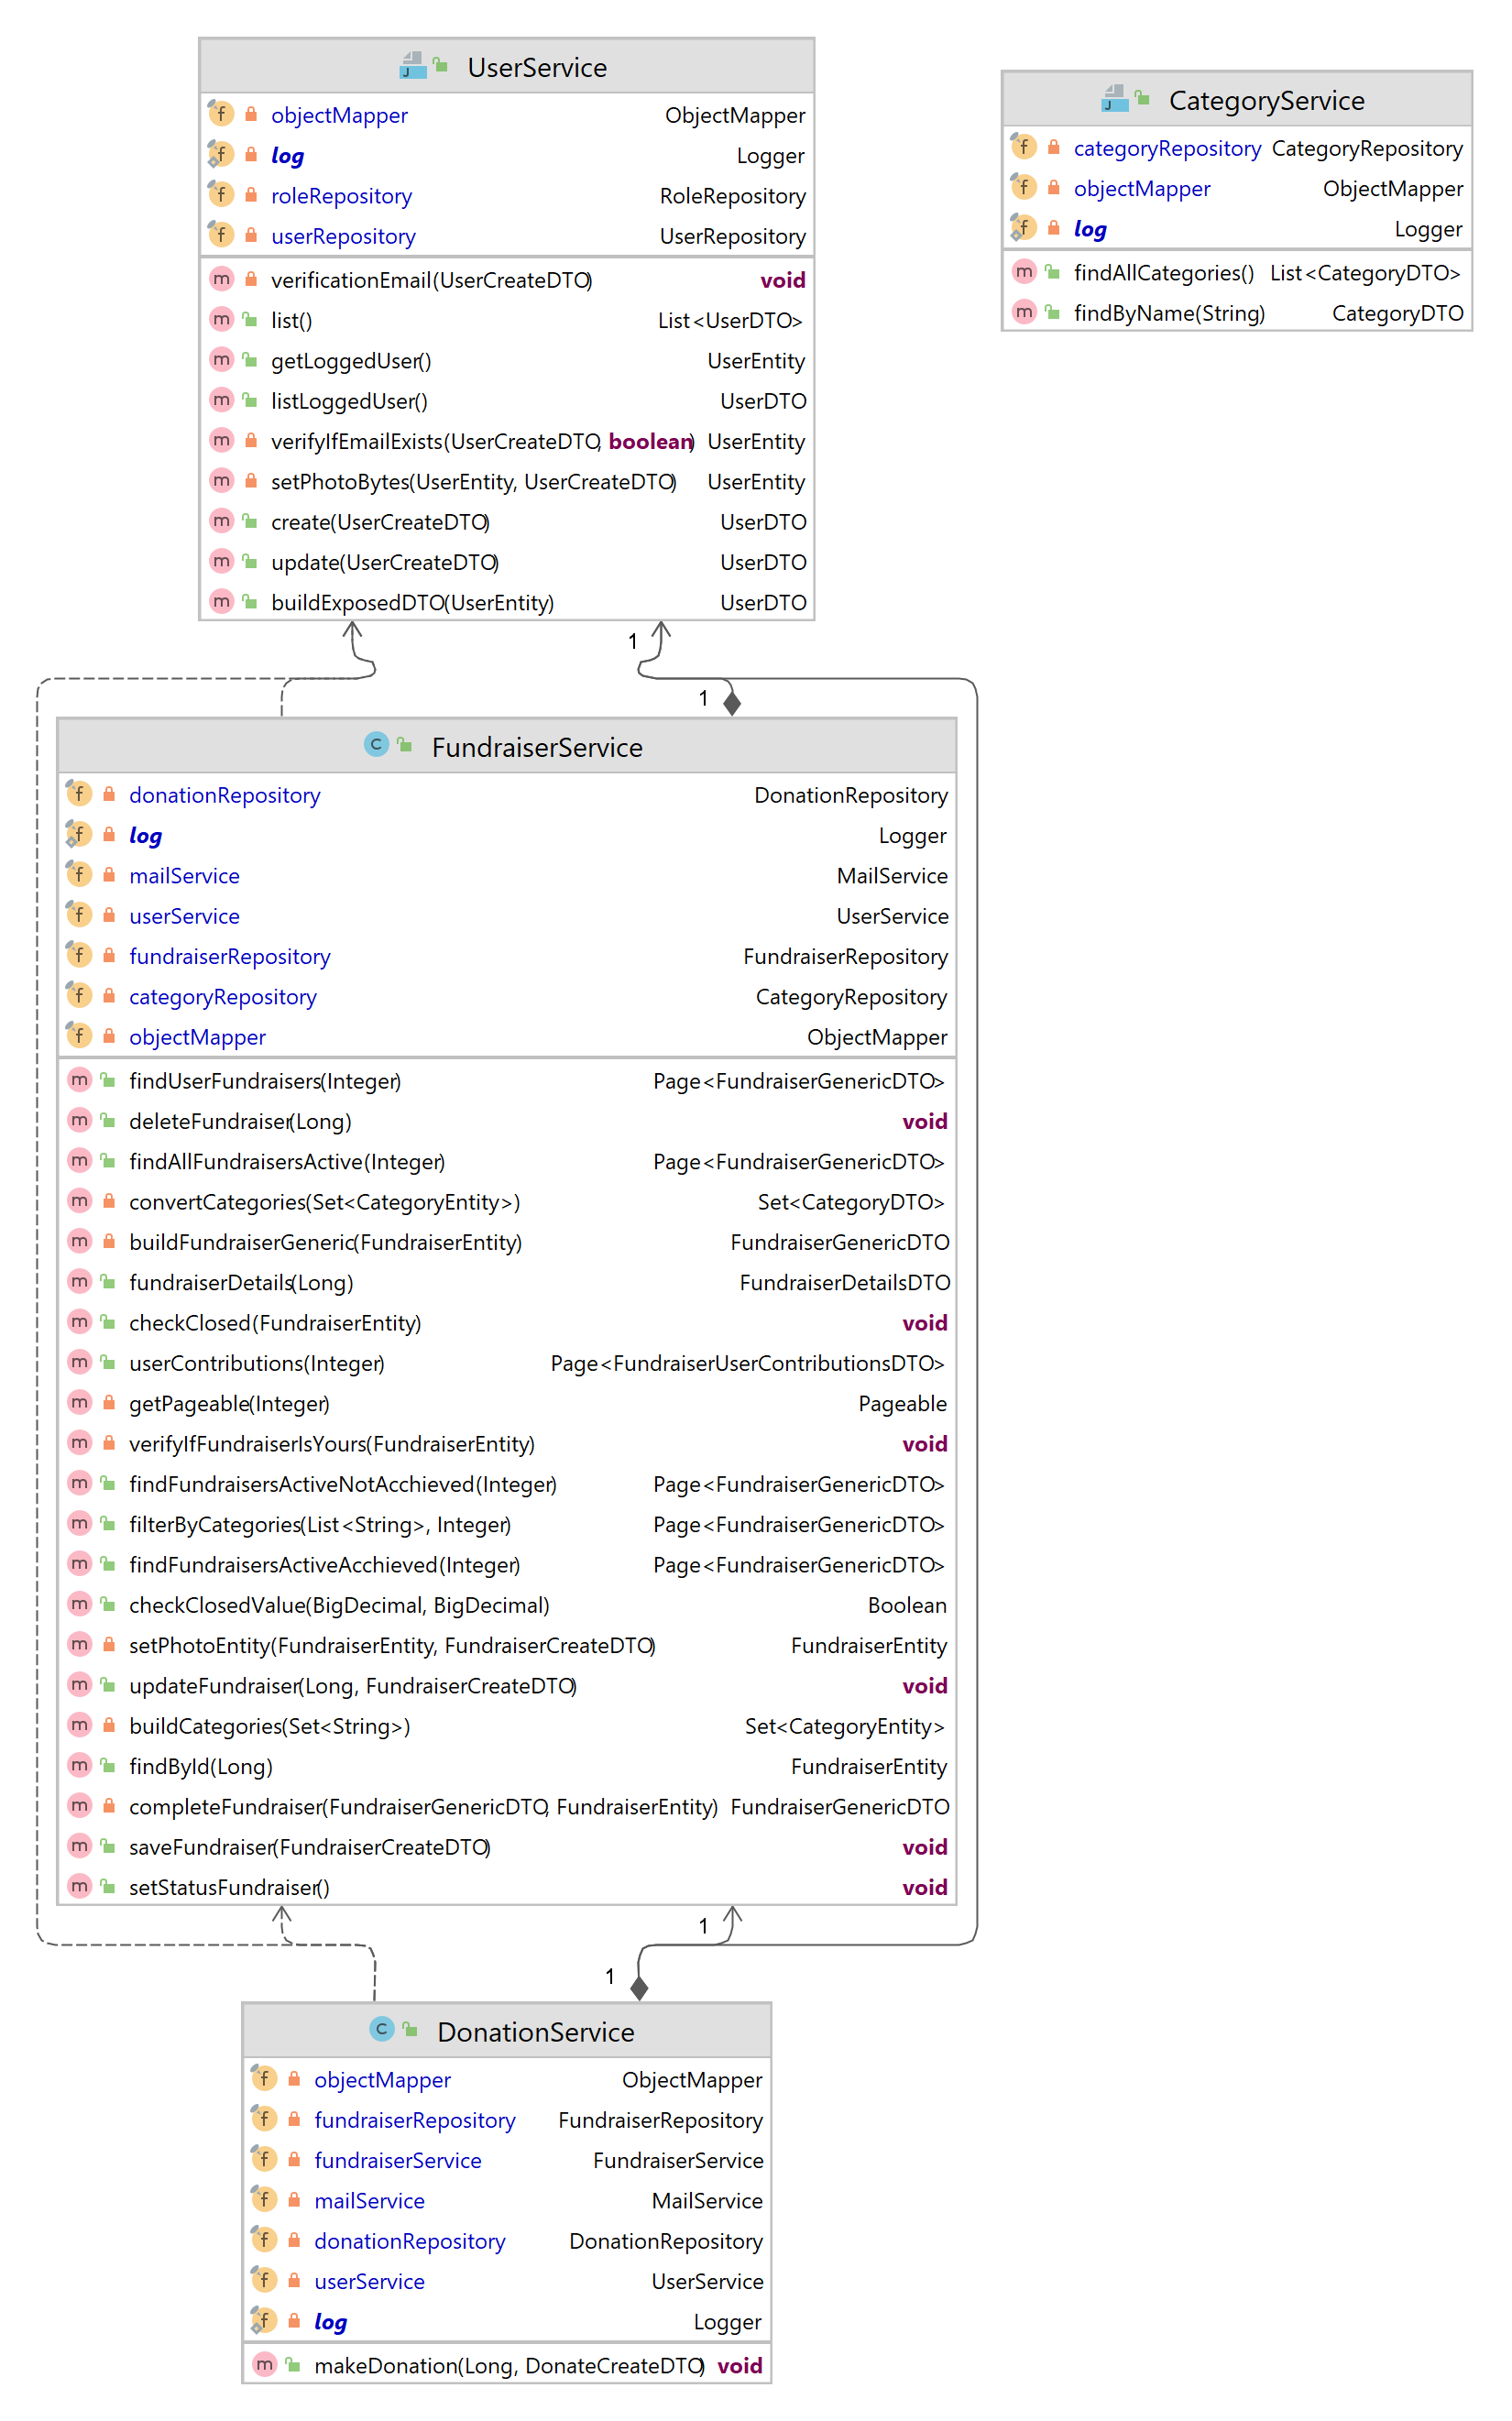 UserService
objectMapper ObjectMapper
log Logger
roleRepository RoleRepository
userRepository UserRepository
verificationEmail(UserCreateDTO) void
list() List<UserDTO>
getLoggedUser() UserEntity
listLoggedUser() UserDTO
verifyIfEmailExists(UserCreateDTO, boolean) UserEntity
setPhotoBytes(UserEntity, UserCreateDTO) UserEntity
create(UserCreateDTO) UserDTO
update(UserCreateDTO) UserDTO
buildExposedDTO(UserEntity) UserDTO
CategoryService
categoryRepository CategoryRepository
objectMapper ObjectMapper
log Logger
findAllCategories() List<CategoryDTO>
findByName(String) CategoryDTO
1
1
FundraiserService
donationRepository DonationRepository
log Logger
mailService MailService
userService UserService
fundraiserRepository FundraiserRepository
categoryRepository CategoryRepository
objectMapper ObjectMapper
findUserFundraisers(Integer) Page<FundraiserGenericDTO>
deleteFundraiser(Long) void
findAllFundraisersActive(Integer) Page<FundraiserGenericDTO>
convertCategories(Set<CategoryEntity>) Set<CategoryDTO>
buildFundraiserGeneric(FundraiserEntity) FundraiserGenericDTO
fundraiserDetails(Long) FundraiserDetailsDTO
checkClosed(FundraiserEntity) void
userContributions(Integer) Page<FundraiserUserContributionsDTO>
getPageable(Integer) Pageable
verifyIfFundraiserIsYours(FundraiserEntity) void
findFundraisersActiveNotAcchieved(Integer) Page<FundraiserGenericDTO>
filterByCategories(List<String>, Integer) Page<FundraiserGenericDTO>
findFundraisersActiveAcchieved(Integer) Page<FundraiserGenericDTO>
checkClosedValue(BigDecimal, BigDecimal) Boolean
setPhotoEntity(FundraiserEntity, FundraiserCreateDTO) FundraiserEntity
updateFundraiser(Long, FundraiserCreateDTO) void
buildCategories(Set<String>) Set<CategoryEntity>
findById(Long) FundraiserEntity
completeFundraiser(FundraiserGenericDTO, FundraiserEntity) FundraiserGenericDTO
saveFundraiser(FundraiserCreateDTO) void
setStatusFundraiser() void
1
1
DonationService
objectMapper ObjectMapper
fundraiserRepository FundraiserRepository
fundraiserService FundraiserService
mailService MailService
donationRepository DonationRepository
userService UserService
log Logger
makeDonation(Long, DonateCreateDTO) void